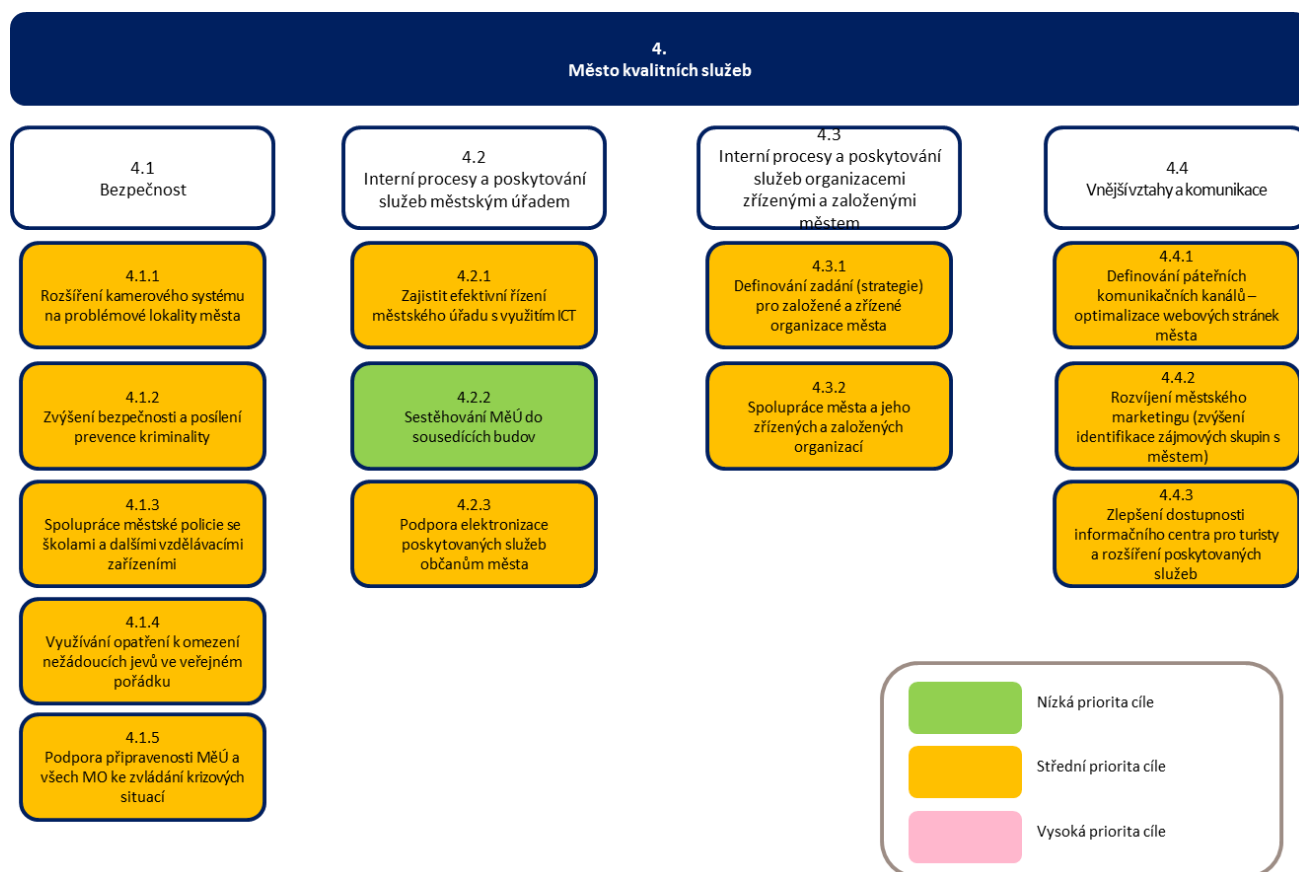 4.
Město kvalitních služeb
4.1
Bezpečnost
4.1.1
Rozšíření kamerového systému
na problémové lokality města
4.1.2
Zvýšení bezpečnosti a posílení
prevence kriminality
4.1.3
Spolupráce městské policie se
školami a dalšími vzdělávacími
zařízeními
4.1.4
Využívání opatření k omezení
nežádoucích jevů ve veřejném
pořádku
4.1.5
Podpora připravenosti MěÚ a
všech MO ke zvládání krizových
situací
4.2
Interní procesy a poskytování
služeb městským úřadem
4.2.1
Zajistit efektivní řízení
městského úřadu s využitím ICT
4.2.2
Sestěhování MěÚ do
sousedících budov
4.2.3
Podpora elektronizace
poskytovaných služeb
občanům města
4.3
Interní procesy a poskytování
služeb organizacemi
zřízenými a založenými
městem
4.3.1
Definování zadání (strategie)
pro založené a zřízené
organizace města
4.3.2
Spolupráce města a jeho
zřízených a založených
organizací
4.4
Vnější vztahy a komunikace
4.4.1
Definování páteřních
komunikačních kanálů –
optimalizace webových stránek
města
4.4.2
Rozvíjení městského
marketingu (zvýšení
identifikace zájmových skupin s
městem)
4.4.3
Zlepšení dostupnosti
informačního centra pro turisty
a rozšíření poskytovaných
služeb
Nízká priorita cíle
Střední priorita cíle
Vysoká priorita cíle